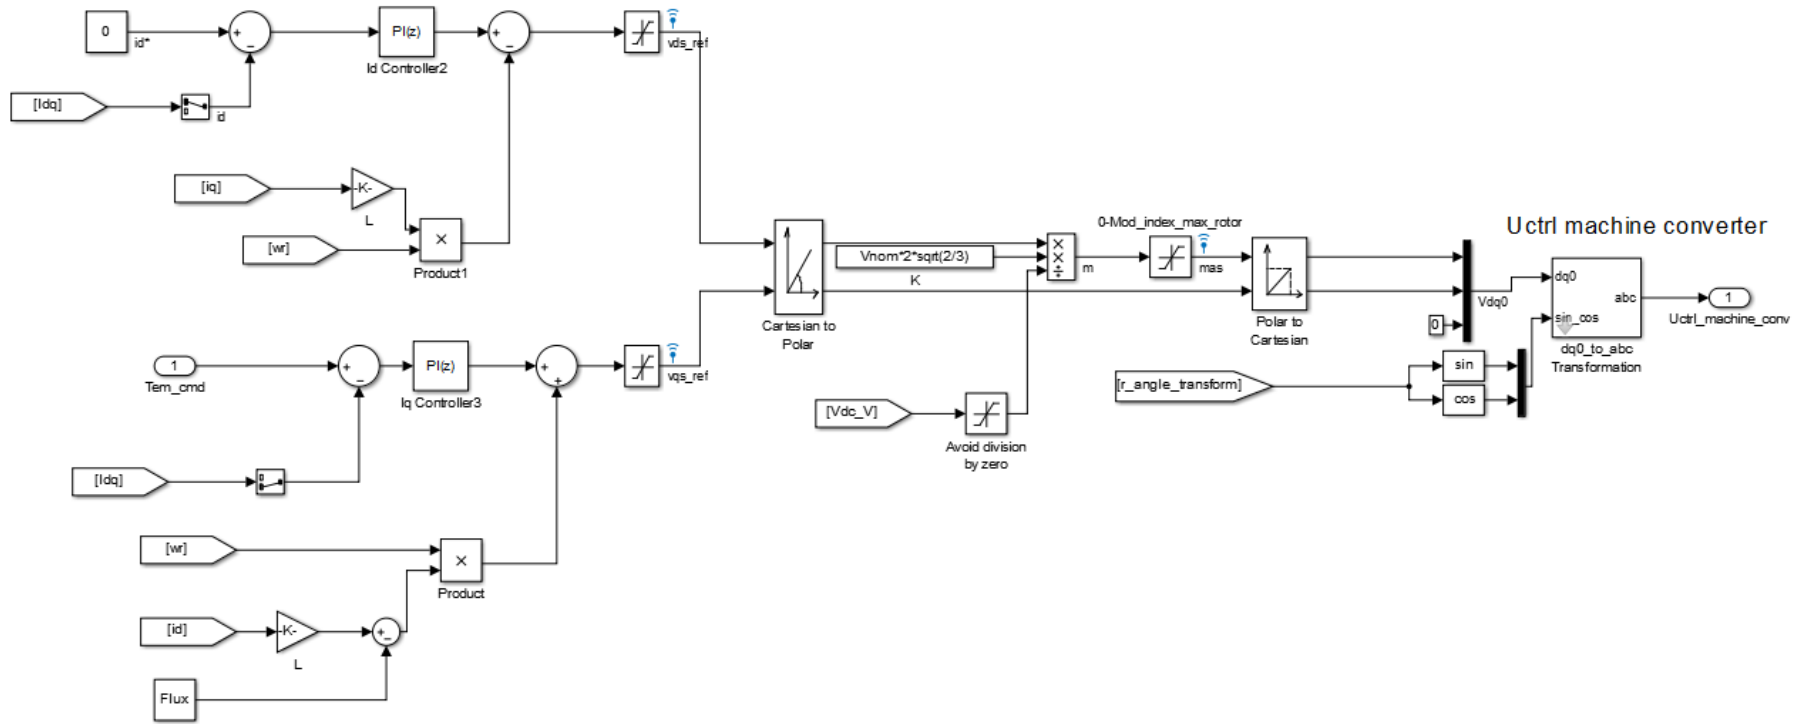 0
id*
+
−
PI(z)
Id Controller2
+
−
vds_ref
[Idq]
id
[iq]
-K-
L
[wr]
×
Product1
Tem_cmd
1
+
−
PI(z)
Iq Controller3
+
+
vqs_ref
[Idq]
[wr]
×
Product
[id]
-K-
L
+
−
Flux
Cartesian to
Polar
Vnom*2*sqrt(2/3)
K
×
×
÷
m
0-Mod_index_max_rotor
mas
[Vdc_V]
Avoid division
by zero
Polar to
Cartesian
0
Vdq0
[r_angle_transform]
sin
cos
Uctrl machine converter
dq0
sin_cos
abc
dq0_to_abc
Transformation
1
Uctrl_machine_conv